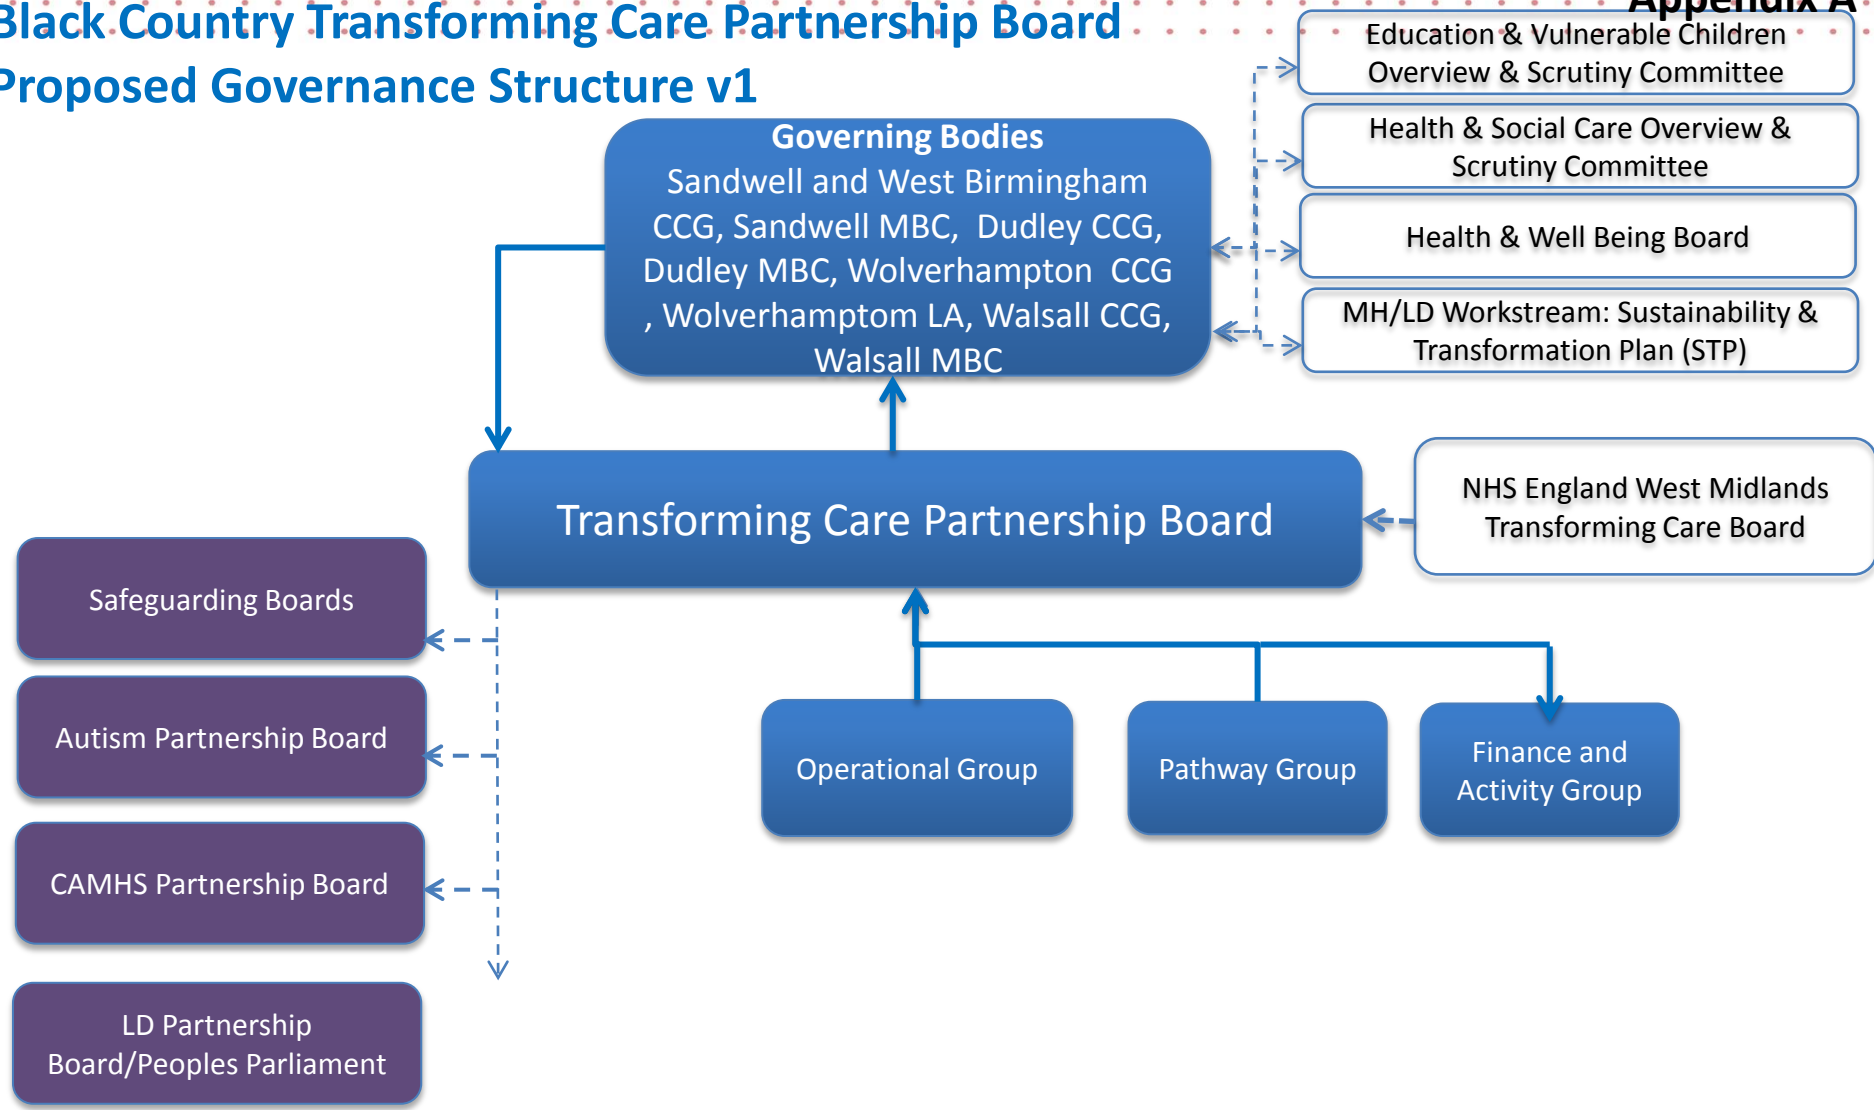 Black Country Transforming Care Partnership Board
Proposed Governance Structure v1
Appendix A
Education & Vulnerable Children
Overview & Scrutiny Committee
Health & Social Care Overview &
Scrutiny Committee
Health & Well Being Board
MH/LD Workstream: Sustainability &
Transformation Plan (STP)
Governing Bodies
Sandwell and West Birmingham
CCG, Sandwell MBC, Dudley CCG,
Dudley MBC, Wolverhampton CCG
, Wolverhamptom LA, Walsall CCG,
Walsall MBC
Transforming Care Partnership Board
NHS England West Midlands
Transforming Care Board
Safeguarding Boards
Autism Partnership Board
CAMHS Partnership Board
LD Partnership
Board/Peoples Parliament
Operational Group
Pathway Group
Finance and
Activity Group